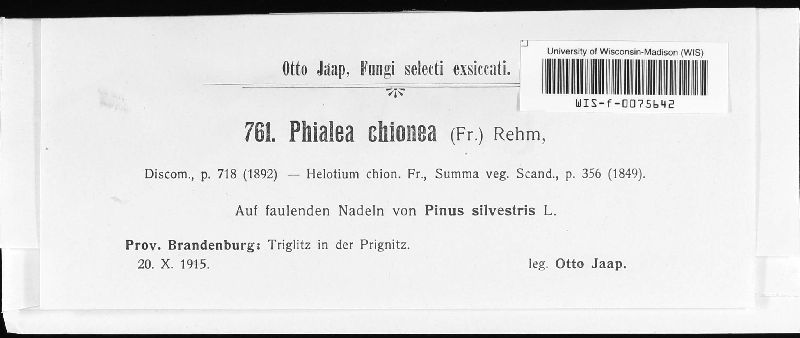 University of Wisconsin-Madison (WIS)
WIS-f-0075642
Otto Jaap, Fungi selecti exsiccati.
761. Phialea chionea (Fr.) Rehm,
Discom., p. 718 (1892) — Helotium chion. Fr., Summa veg. Scand., p. 356 (1849).
Auf faulenden Nadeln von Pinus silvestris L.
Prov. Brandenburg: Triglitz in der Prignitz.
20. X. 1915. leg. Otto Jaap.